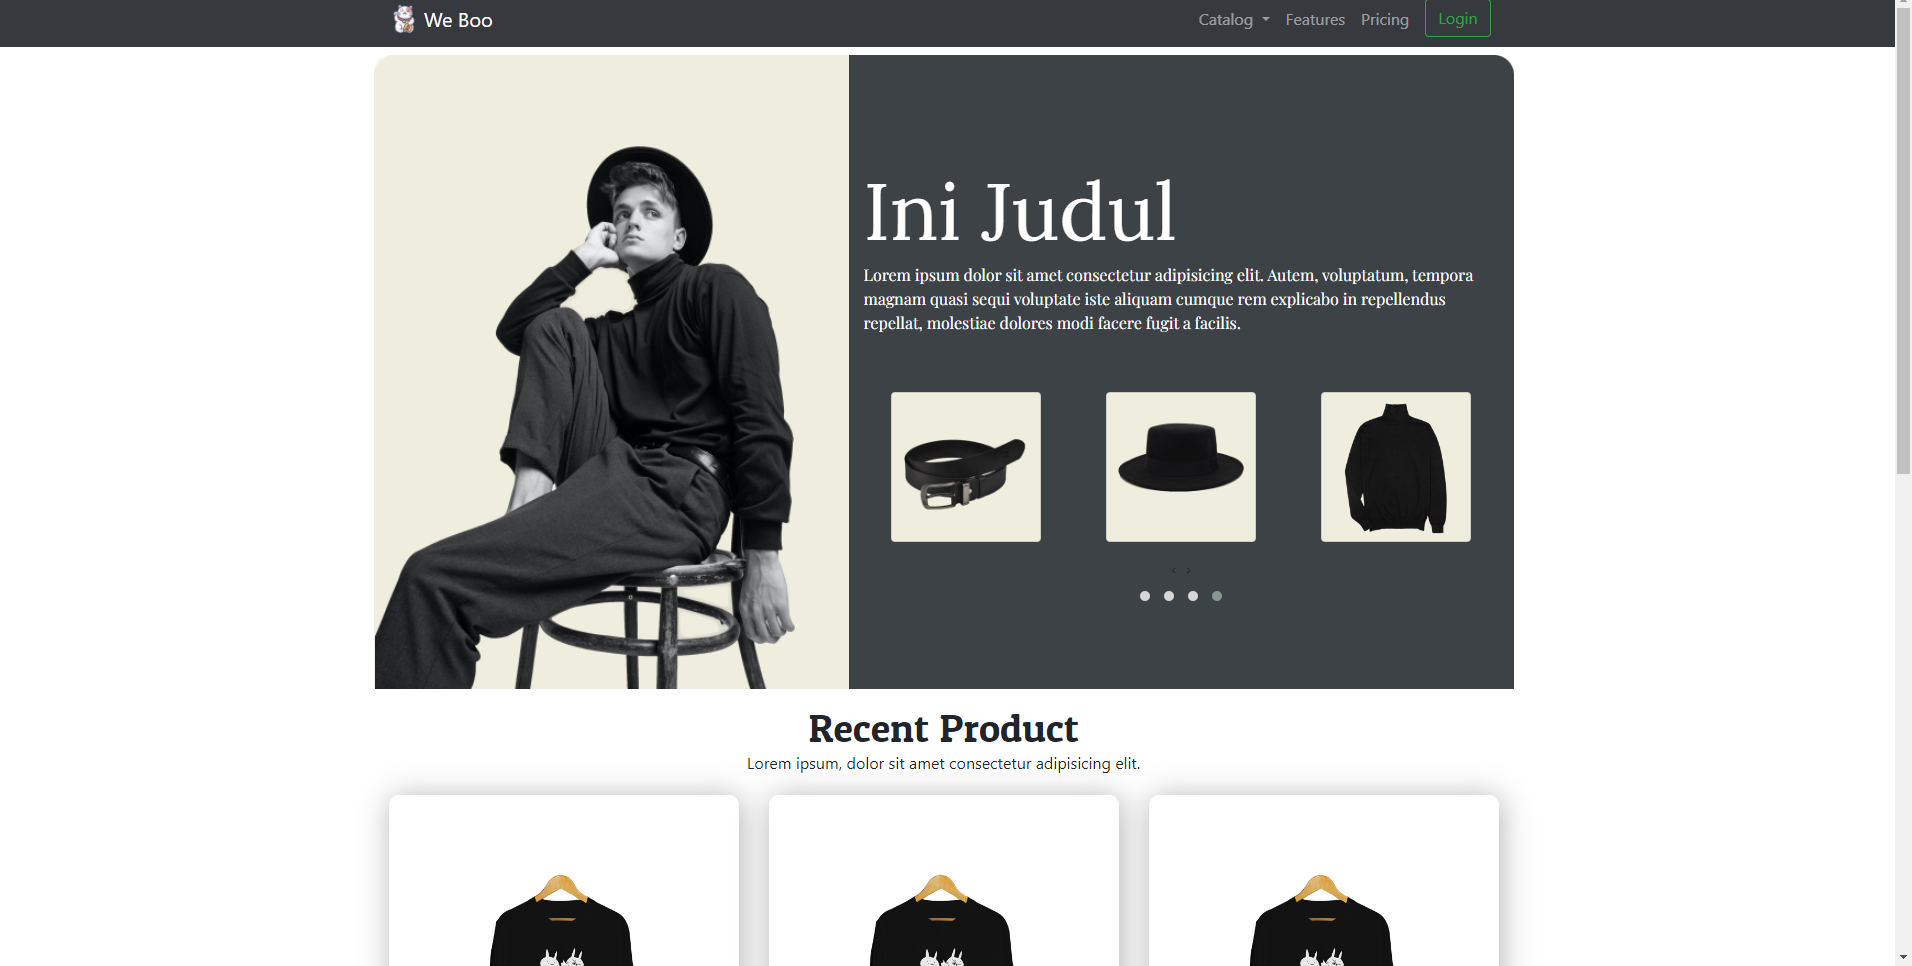 We Boo
Catalog
Features
Pricing
Login
Ini Judul
Lorem ipsum dolor sit amet consectetur adipisicing elit. Autem, voluptatum, tempora
magnam quasi sequi voluptate iste aliquam cumque rem explicabo in repellendus
repellat, molestiae dolores modi facere fugit a facilis.
‹ ›
Recent Product
Lorem ipsum, dolor sit amet consectetur adipisicing elit.